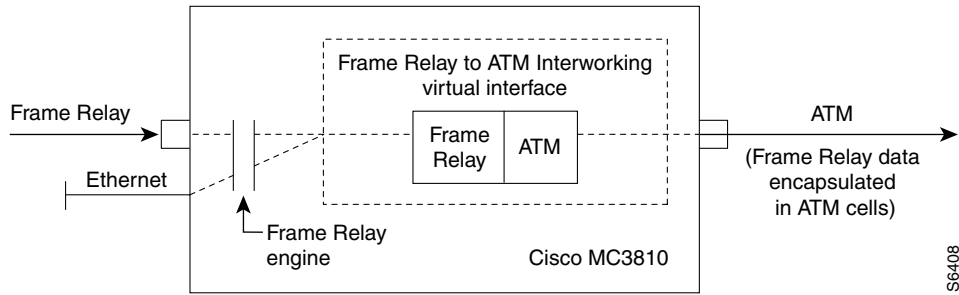 Frame Relay to ATM Interworking
virtual interface
Frame Relay
Frame
Relay
ATM
ATM
(Frame Relay data
encapsulated
in ATM cells)
Ethernet
Frame Relay
engine
Cisco MC3810
S6408